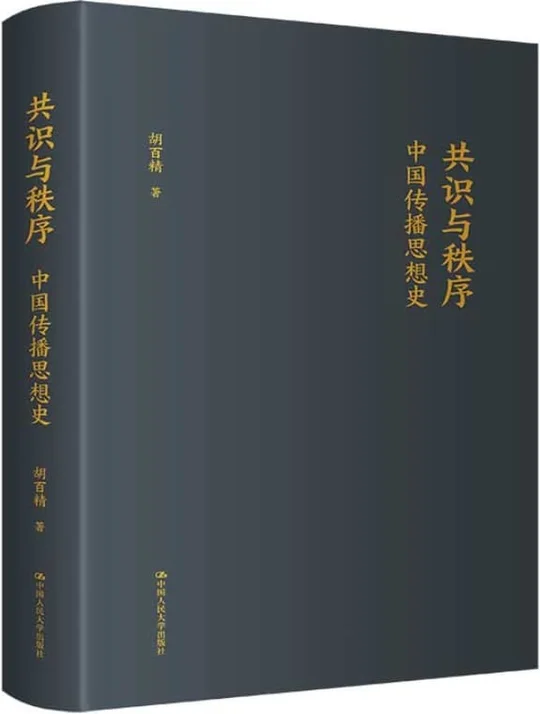 共识与秩序
中国传播思想史
胡百精 著
中国人民大学出版社
共识与秩序
中国传播思想史
胡百精 著
中国人民大学出版社